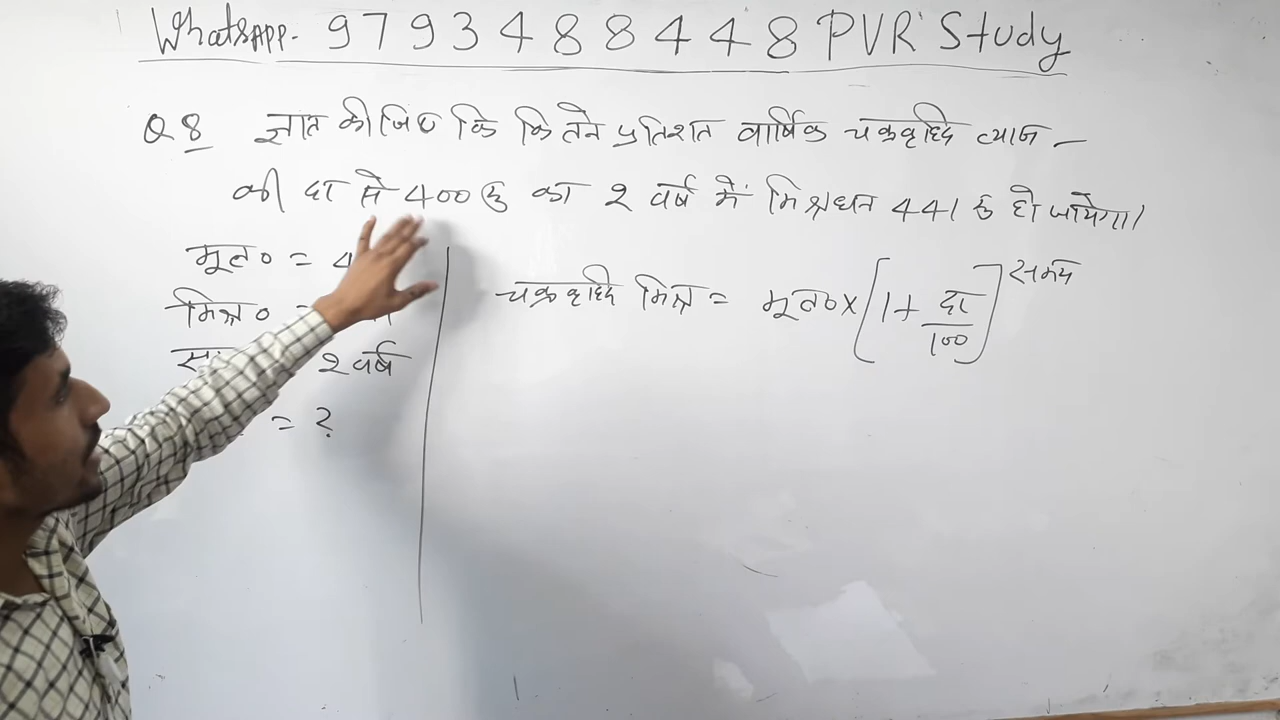 Whatsapp. 9793488448 PVR Study
Q 8 ज्ञात कीजिए कि कितने प्रतिशत वार्षिक चक्रवृध्दि ब्याज -
की दर से 400 रु का 2 वर्ष में मिश्रधन 441 रु हो जायेगा।
मूल० = 4
मिश्र० =
2 वर्ष
= ?
चक्रवृध्दि मिश्र = मूल० × [1 + दर/100]^समय